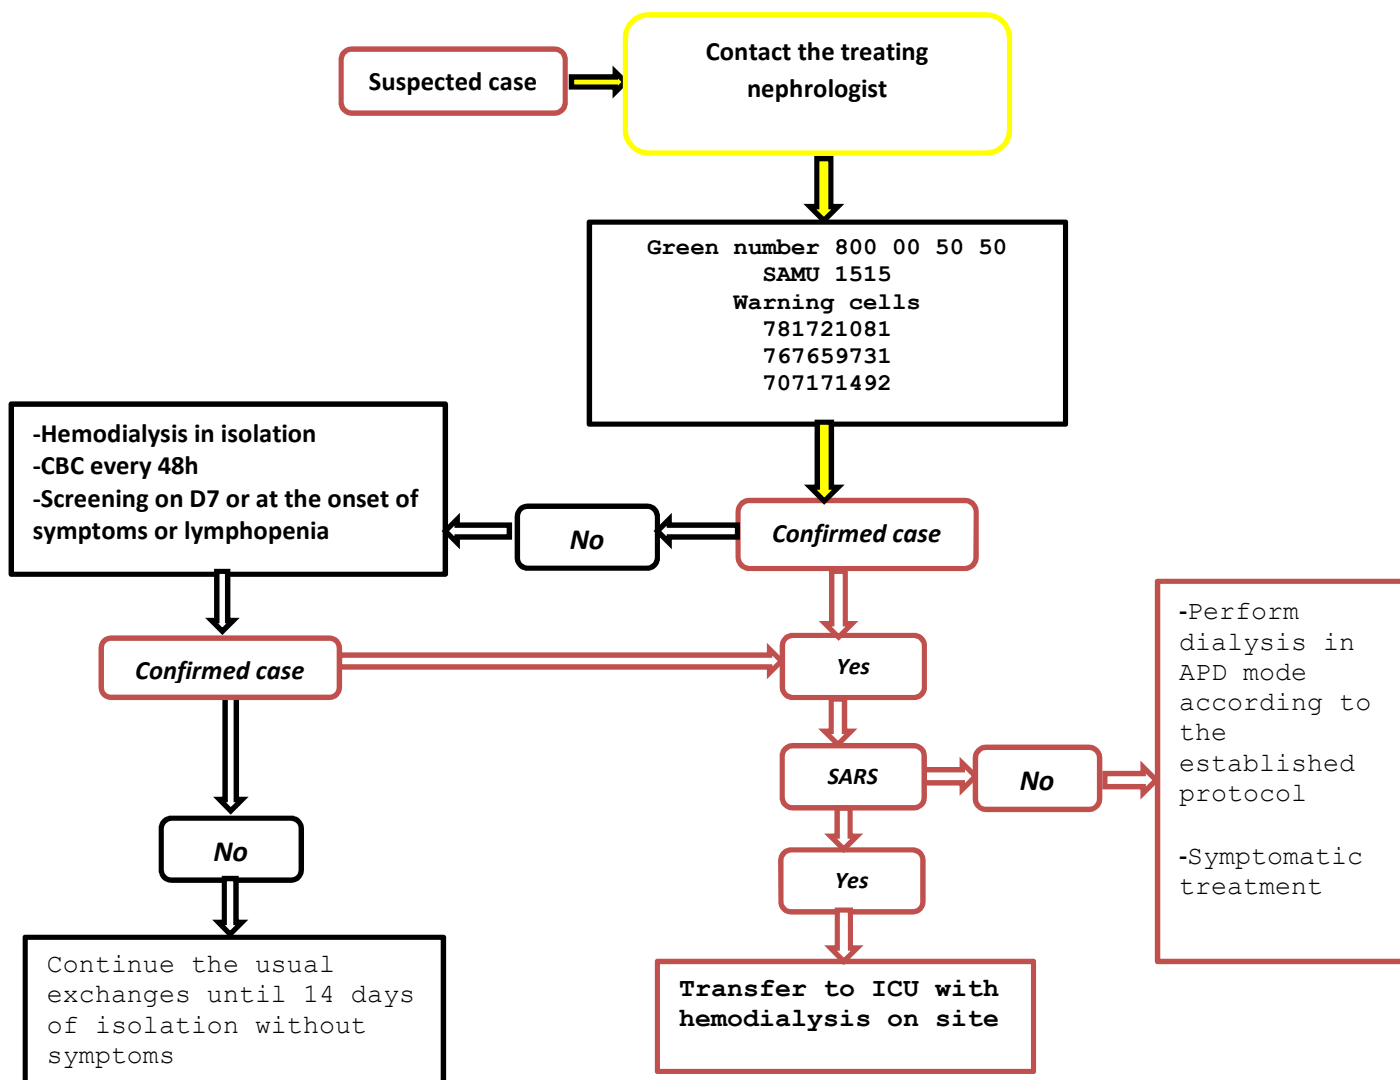 Suspected case
Contact the treating
nephrologist
Green number 800 00 50 50
SAMU 1515
Warning cells
781721081
767659731
707171492
-Hemodialysis in isolation
-CBC every 48h
-Screening on D7 or at the onset of
symptoms or lymphopenia
No
Confirmed case
Confirmed case
Yes
-Perform
dialysis in
APD mode
according to
the
established
protocol
-Symptomatic
treatment
SARS
No
No
Yes
Continue the usual
exchanges until 14 days
of isolation without
symptoms
Transfer to ICU with
hemodialysis on site